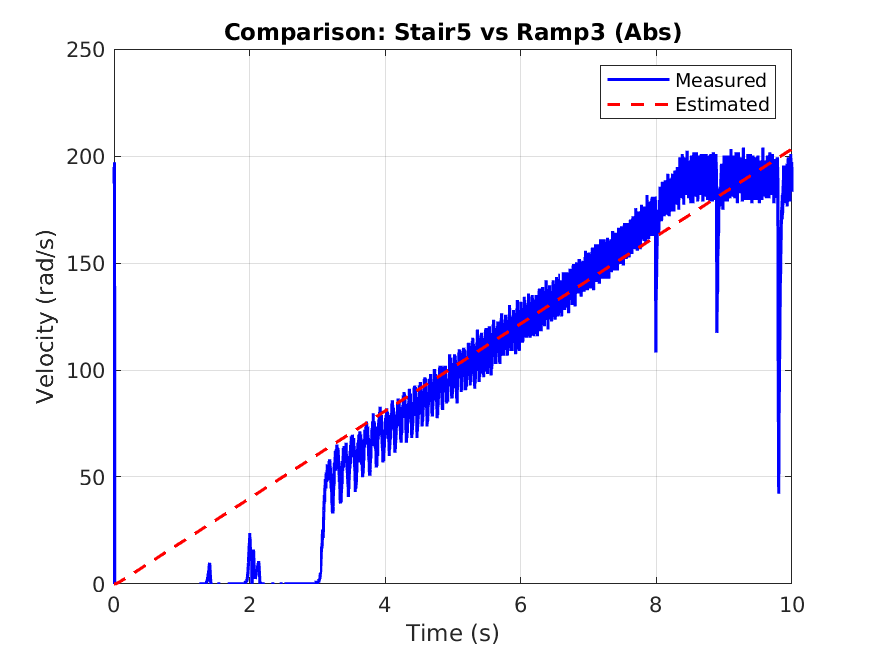 Comparison: Stair5 vs Ramp3 (Abs)
Measured
Estimated
250
200
150
100
50
0
Velocity (rad/s)
0 2 4 6 8 10
Time (s)